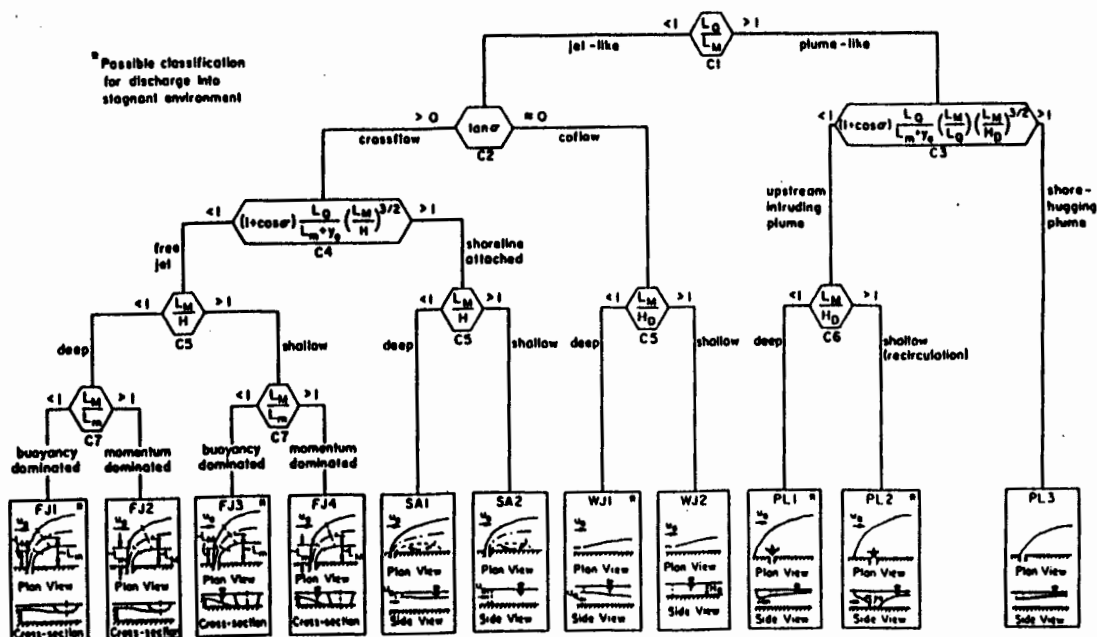 * Possible classification
for discharge into
stagnant environment
<1 L_Q / L_M >1
jet-like plume-like
C1
>0 tan σ ≈0
crossflow coflow
C2
<1 (1+cosσ) L_Q / (L_m+y_o) (L_M / L_Q) (L_M / H_D)^3/2 >1
C3
upstream
intruding
plume
shore-
hugging
plume
<1 (1+cosσ) L_Q / (L_m+y_o) (L_M / H)^3/2 >1
C4
free
jet
shoreline
attached
<1 L_M / H >1
C5
deep shallow
<1 L_M / H >1
C5
deep shallow
<1 L_M / H_D >1
C5
deep shallow
<1 L_M / H_D >1
C6
deep shallow
(recirculation)
<1 L_M / L_m >1
C7
buoyancy
dominated
momentum
dominated
<1 L_M / L_m >1
C7
buoyancy
dominated
momentum
dominated
FJ1 *
Plan View
Cross-section
FJ2
Plan View
Cross-section
FJ3 *
Plan View
Cross-section
FJ4
Plan View
Cross-section
SA1
Plan View
Side View
SA2
Plan View
Side View
WJ1 *
Plan View
Side View
WJ2
Plan View
Side View
PL1 *
Plan View
Side View
PL2 *
Plan View
Side View
PL3
Plan View
Side View